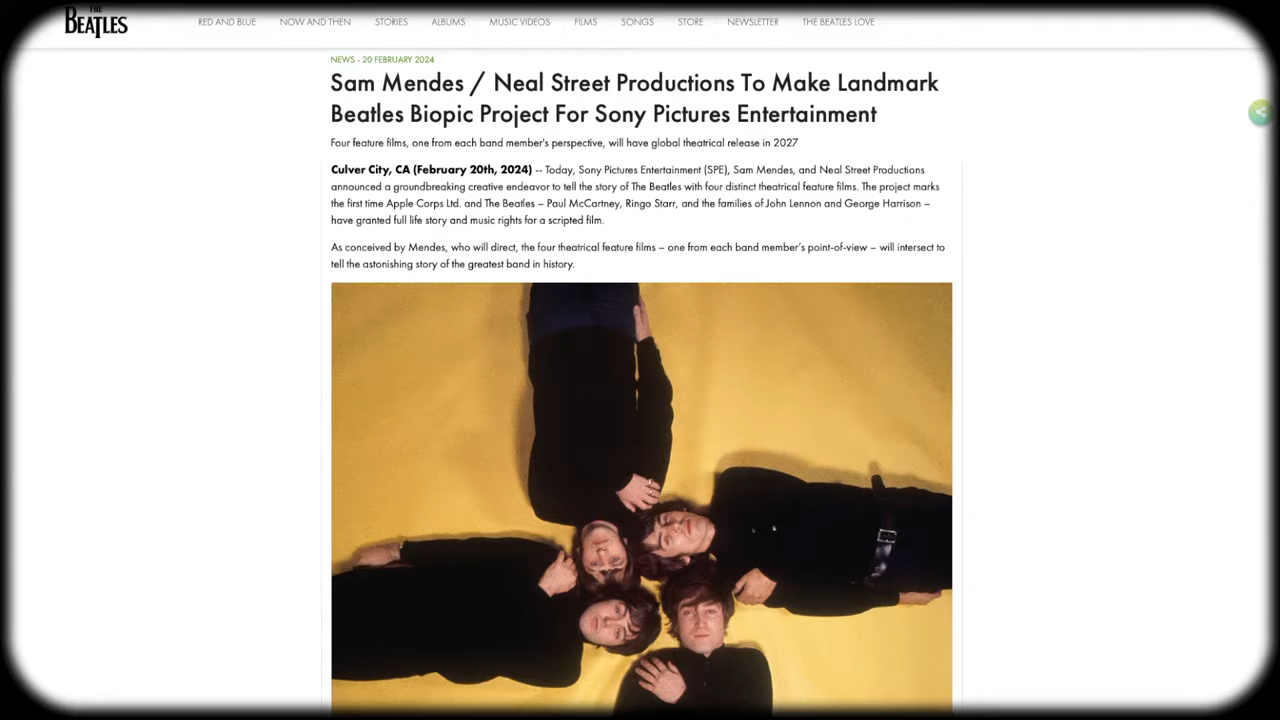 THE
BEATLES
RED AND BLUE NOW AND THEN STORIES ALBUMS MUSIC VIDEOS FILMS SONGS STORE NEWSLETTER THE BEATLES LOVE
NEWS - 20 FEBRUARY 2024
Sam Mendes / Neal Street Productions To Make Landmark
Beatles Biopic Project For Sony Pictures Entertainment
Four feature films, one from each band member's perspective, will have global theatrical release in 2027
Culver City, CA (February 20th, 2024) -- Today, Sony Pictures Entertainment (SPE), Sam Mendes, and Neal Street Productions
announced a groundbreaking creative endeavor to tell the story of The Beatles with four distinct theatrical feature films. The project marks
the first time Apple Corps Ltd. and The Beatles – Paul McCartney, Ringo Starr, and the families of John Lennon and George Harrison –
have granted full life story and music rights for a scripted film.
As conceived by Mendes, who will direct, the four theatrical feature films – one from each band member's point-of-view – will intersect to
tell the astonishing story of the greatest band in history.